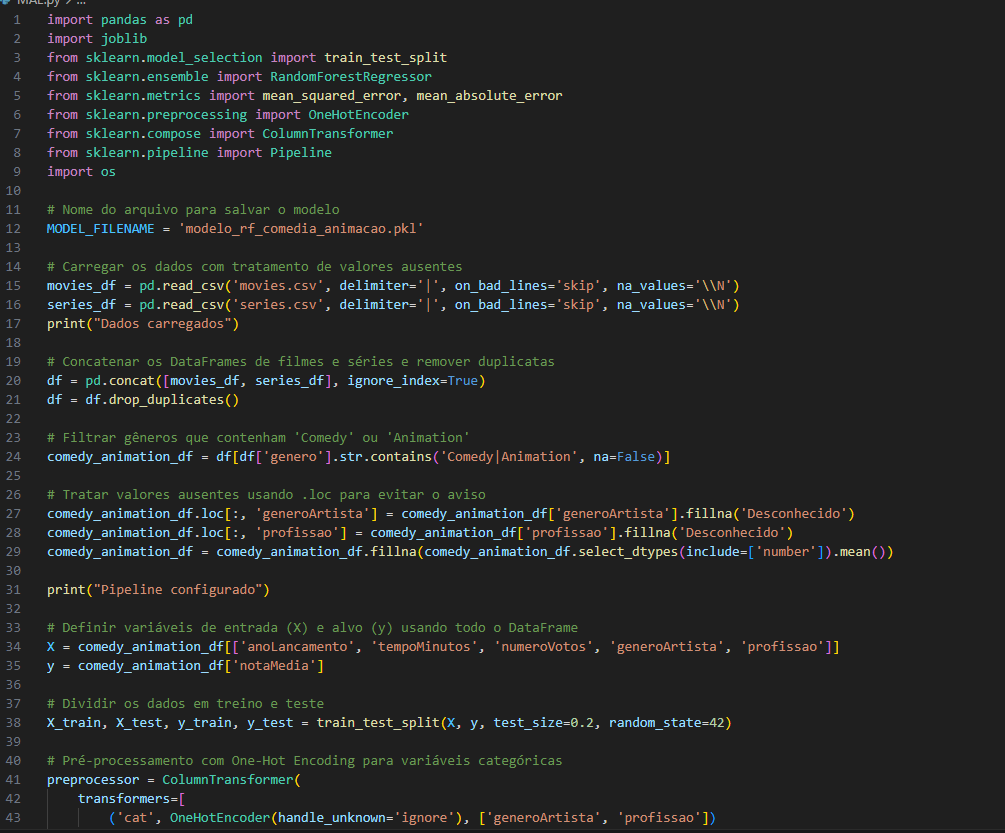 MAL.py > ...
1 import pandas as pd
2 import joblib
3 from sklearn.model_selection import train_test_split
4 from sklearn.ensemble import RandomForestRegressor
5 from sklearn.metrics import mean_squared_error, mean_absolute_error
6 from sklearn.preprocessing import OneHotEncoder
7 from sklearn.compose import ColumnTransformer
8 from sklearn.pipeline import Pipeline
9 import os
10
11 # Nome do arquivo para salvar o modelo
12 MODEL_FILENAME = 'modelo_rf_comedia_animacao.pkl'
13
14 # Carregar os dados com tratamento de valores ausentes
15 movies_df = pd.read_csv('movies.csv', delimiter='|', on_bad_lines='skip', na_values='\\N')
16 series_df = pd.read_csv('series.csv', delimiter='|', on_bad_lines='skip', na_values='\\N')
17 print("Dados carregados")
18
19 # Concatenar os DataFrames de filmes e séries e remover duplicatas
20 df = pd.concat([movies_df, series_df], ignore_index=True)
21 df = df.drop_duplicates()
22
23 # Filtrar gêneros que contenham 'Comedy' ou 'Animation'
24 comedy_animation_df = df[df['genero'].str.contains('Comedy|Animation', na=False)]
25
26 # Tratar valores ausentes usando .loc para evitar o aviso
27 comedy_animation_df.loc[:, 'generoArtista'] = comedy_animation_df['generoArtista'].fillna('Desconhecido')
28 comedy_animation_df.loc[:, 'profissao'] = comedy_animation_df['profissao'].fillna('Desconhecido')
29 comedy_animation_df = comedy_animation_df.fillna(comedy_animation_df.select_dtypes(include=['number']).mean())
30
31 print("Pipeline configurado")
32
33 # Definir variáveis de entrada (X) e alvo (y) usando todo o DataFrame
34 X = comedy_animation_df[['anoLancamento', 'tempoMinutos', 'numeroVotos', 'generoArtista', 'profissao']]
35 y = comedy_animation_df['notaMedia']
36
37 # Dividir os dados em treino e teste
38 X_train, X_test, y_train, y_test = train_test_split(X, y, test_size=0.2, random_state=42)
39
40 # Pré-processamento com One-Hot Encoding para variáveis categóricas
41 preprocessor = ColumnTransformer(
42 transformers=[
43 ('cat', OneHotEncoder(handle_unknown='ignore'), ['generoArtista', 'profissao'])